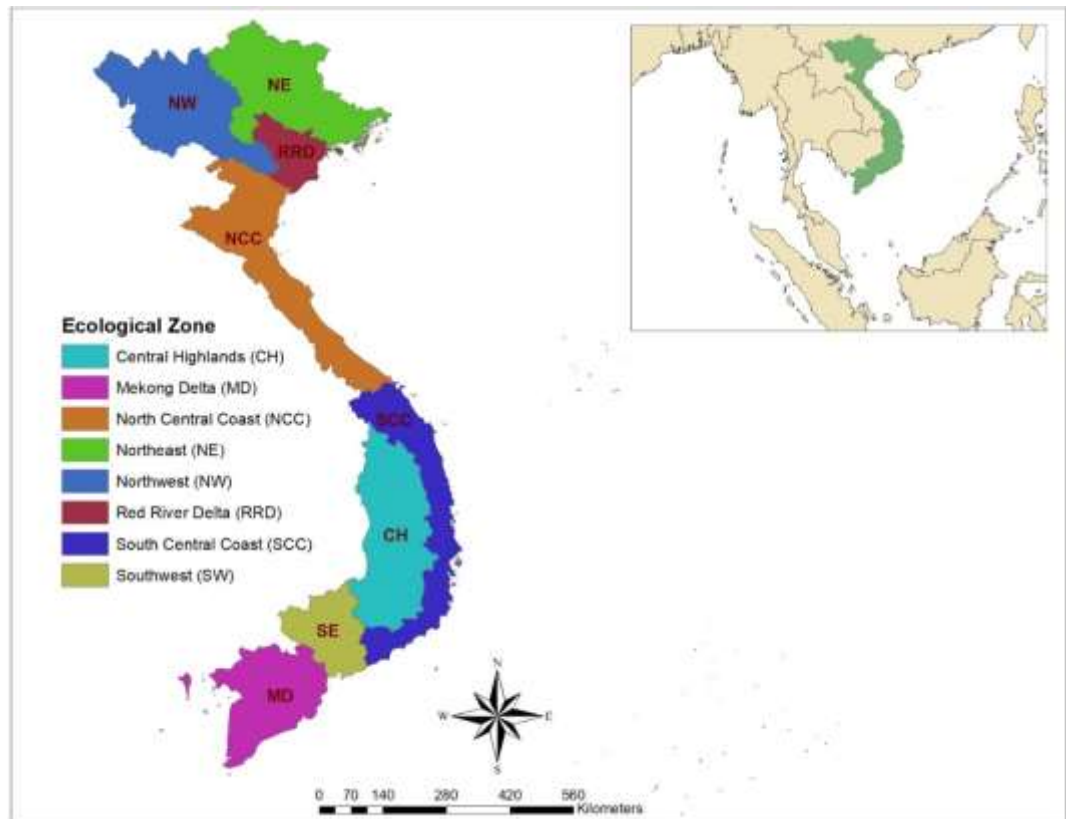 NE
NW
RRD
NCC
Ecological Zone
Central Highlands (CH)
Mekong Delta (MD)
North Central Coast (NCC)
Northeast (NE)
Northwest (NW)
Red River Delta (RRD)
South Central Coast (SCC)
Southwest (SW)
SCC
CH
SE
MD
N
W E
S
0 70 140 280 420 560
Kilometers